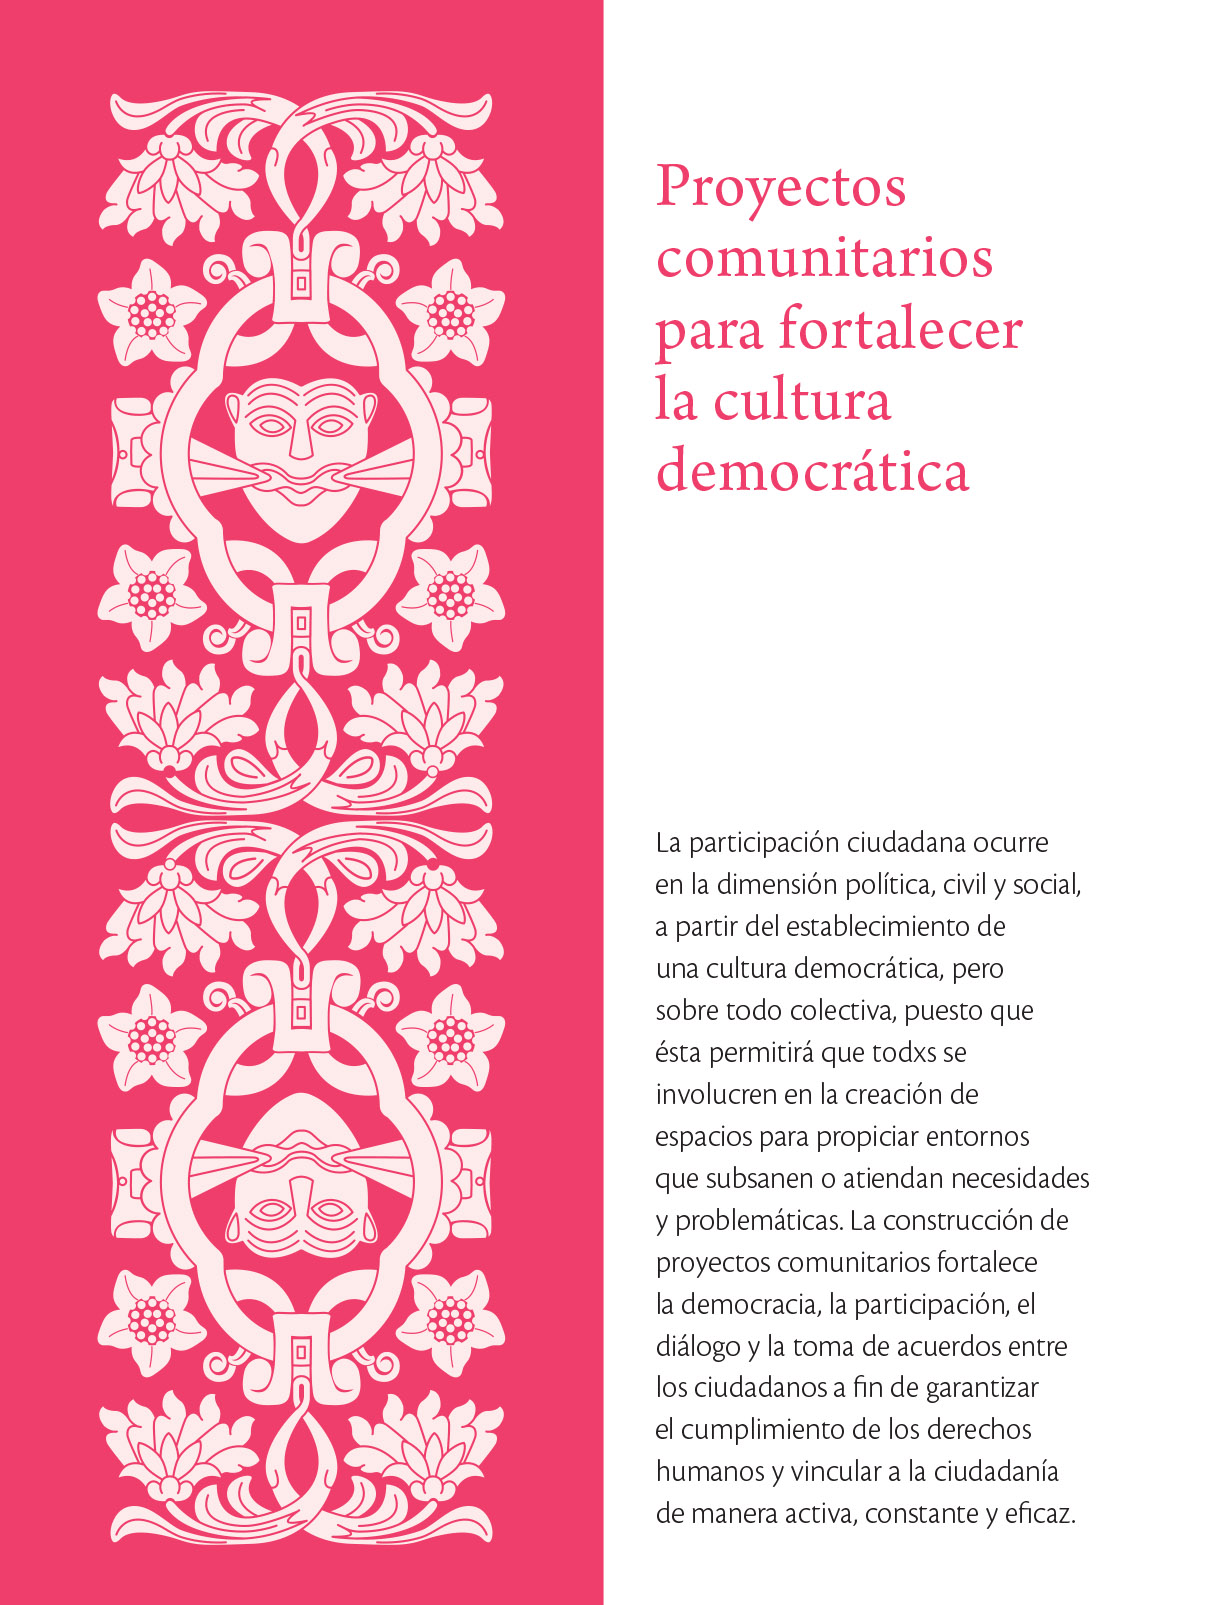 Proyectos
comunitarios
para fortalecer
la cultura
democrática
La participación ciudadana ocurre
en la dimensión política, civil y social,
a partir del establecimiento de
una cultura democrática, pero
sobre todo colectiva, puesto que
ésta permitirá que todxs se
involucren en la creación de
espacios para propiciar entornos
que subsanen o atiendan necesidades
y problemáticas. La construcción de
proyectos comunitarios fortalece
la democracia, la participación, el
diálogo y la toma de acuerdos entre
los ciudadanos a fin de garantizar
el cumplimiento de los derechos
humanos y vincular a la ciudadanía
de manera activa, constante y eficaz.